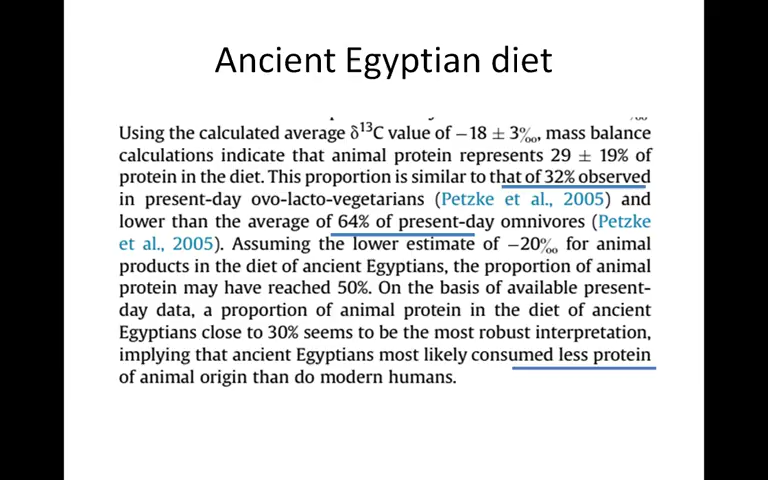 Ancient Egyptian diet
Using the calculated average δ¹³C value of −18 ± 3‰, mass balance
calculations indicate that animal protein represents 29 ± 19% of
protein in the diet. This proportion is similar to that of 32% observed
in present-day ovo-lacto-vegetarians (Petzke et al., 2005) and
lower than the average of 64% of present-day omnivores (Petzke
et al., 2005). Assuming the lower estimate of −20‰ for animal
products in the diet of ancient Egyptians, the proportion of animal
protein may have reached 50%. On the basis of available present-
day data, a proportion of animal protein in the diet of ancient
Egyptians close to 30% seems to be the most robust interpretation,
implying that ancient Egyptians most likely consumed less protein
of animal origin than do modern humans.